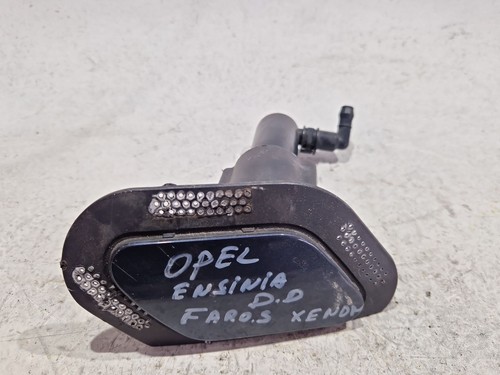 OPEL
ENSINIA
D.D
FAROS XENON